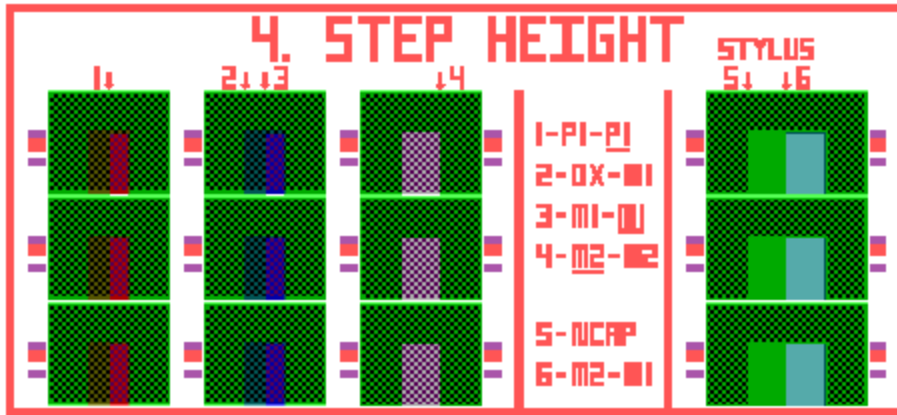 4. STEP HEIGHT
STYLUS
1↓
2↓↓3
↓4
5↓ ↓6
1-P1-P1
2-OX-M1
3-M1-
4-M2-M2
5-NCAP
6-M2-M1